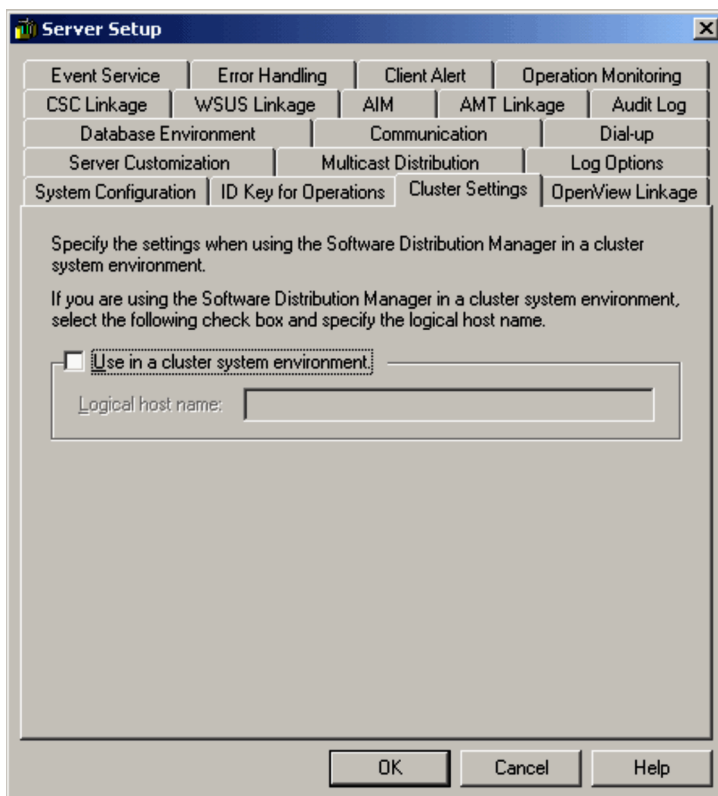 Server Setup
Event Service Error Handling Client Alert Operation Monitoring
CSC Linkage WSUS Linkage AIM AMT Linkage Audit Log
Database Environment Communication Dial-up
Server Customization Multicast Distribution Log Options
System Configuration ID Key for Operations Cluster Settings OpenView Linkage
Specify the settings when using the Software Distribution Manager in a cluster
system environment.
If you are using the Software Distribution Manager in a cluster system environment,
select the following check box and specify the logical host name.
Use in a cluster system environment.
Logical host name:
OK Cancel Help